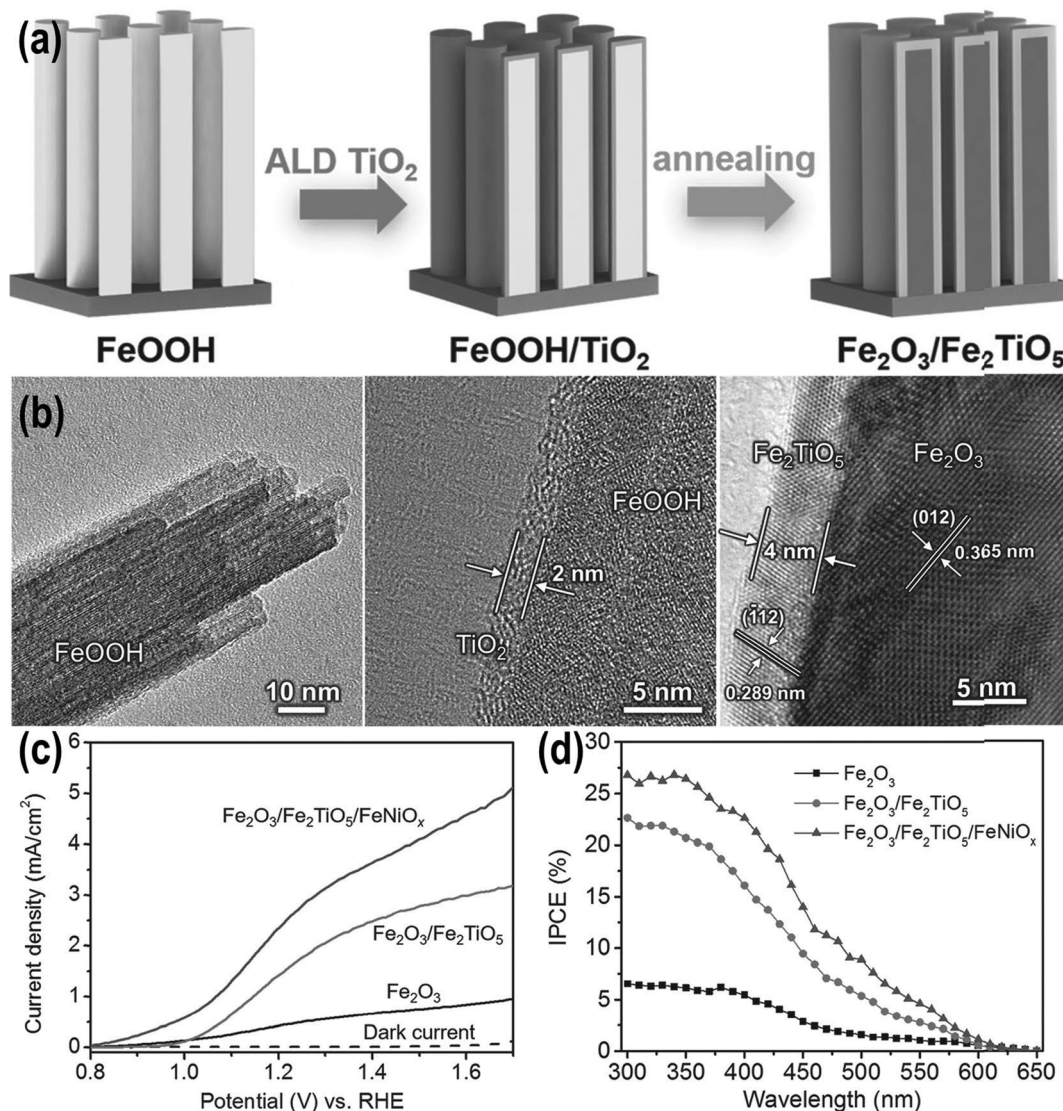 (a)
ALD TiO₂
annealing
FeOOH
FeOOH/TiO₂
Fe₂O₃/Fe₂TiO₅
(b)
FeOOH
10 nm
FeOOH
2 nm
TiO₂
5 nm
Fe₂TiO₅
Fe₂O₃
(012)
0.365 nm
4 nm
(1̄12)
0.289 nm
5 nm
(c)
6
5
4
3
2
1
0
Current density (mA/cm²)
Fe₂O₃/Fe₂TiO₅/FeNiOₓ
Fe₂O₃/Fe₂TiO₅
Fe₂O₃
Dark current
0.8 1.0 1.2 1.4 1.6
Potential (V) vs. RHE
(d)
30
25
20
15
10
5
0
IPCE (%)
Fe₂O₃
Fe₂O₃/Fe₂TiO₅
Fe₂O₃/Fe₂TiO₅/FeNiOₓ
300 350 400 450 500 550 600 650
Wavelength (nm)